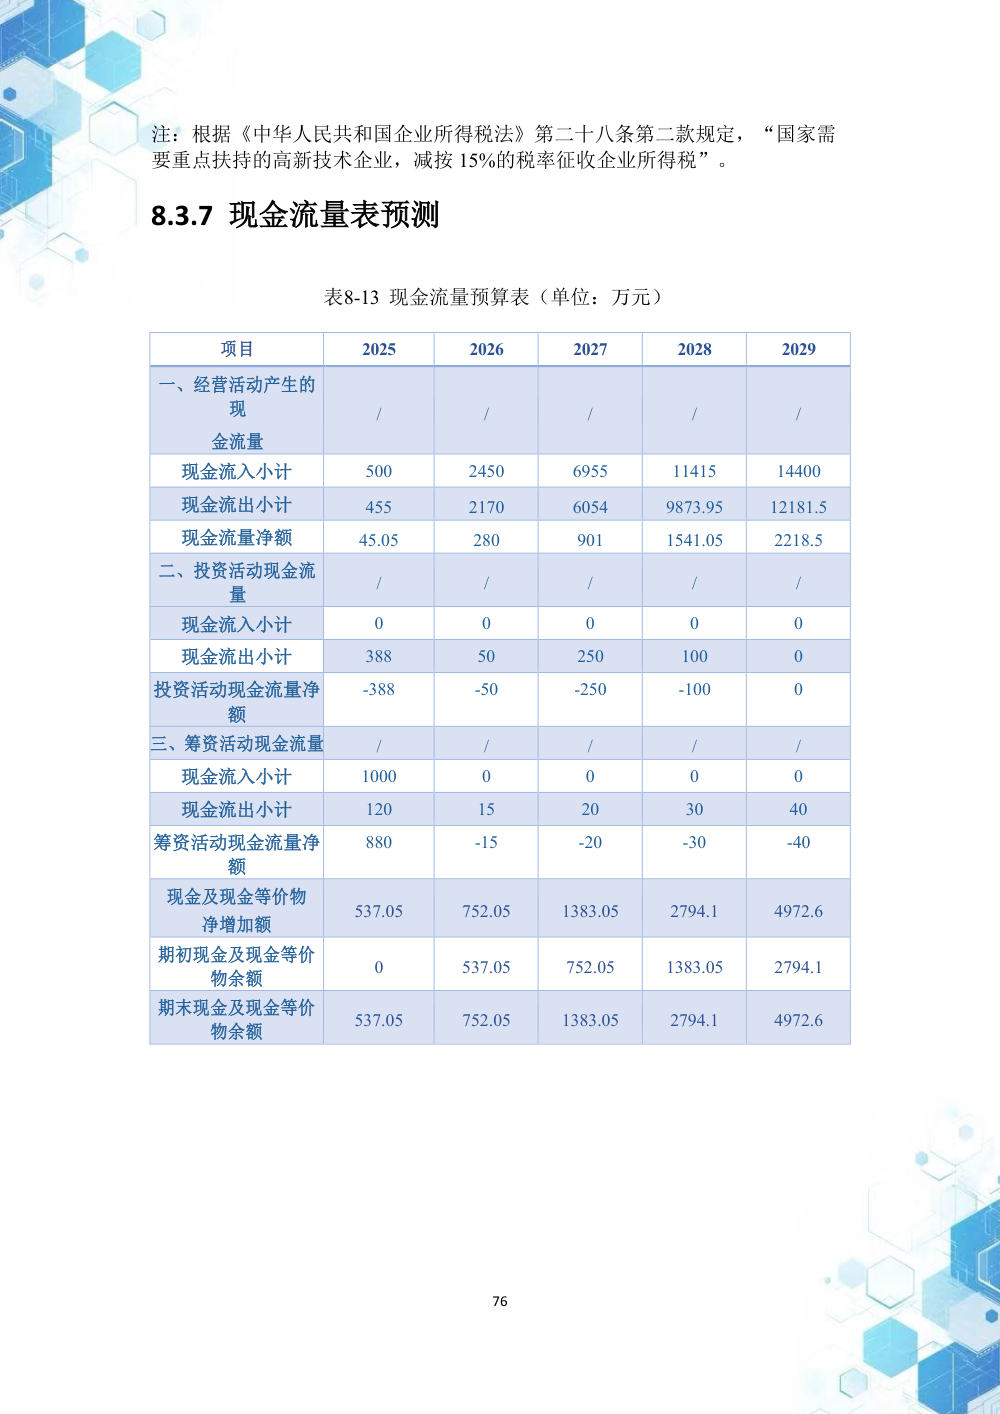 注：根据《中华人民共和国企业所得税法》第二十八条第二款规定，“国家需
要重点扶持的高新技术企业，减按 15%的税率征收企业所得税”。
8.3.7 现金流量表预测
表8-13 现金流量预算表（单位：万元）
项目 2025 2026 2027 2028 2029
一、经营活动产生的
现
金流量 / / / / /
现金流入小计 500 2450 6955 11415 14400
现金流出小计 455 2170 6054 9873.95 12181.5
现金流量净额 45.05 280 901 1541.05 2218.5
二、投资活动现金流
量 / / / / /
现金流入小计 0 0 0 0 0
现金流出小计 388 50 250 100 0
投资活动现金流量净 -388 -50 -250 -100 0
额
三、筹资活动现金流量 / / / / /
现金流入小计 1000 0 0 0 0
现金流出小计 120 15 20 30 40
筹资活动现金流量净 880 -15 -20 -30 -40
额
现金及现金等价物
净增加额 537.05 752.05 1383.05 2794.1 4972.6
期初现金及现金等价
物余额 0 537.05 752.05 1383.05 2794.1
期末现金及现金等价
物余额 537.05 752.05 1383.05 2794.1 4972.6
76